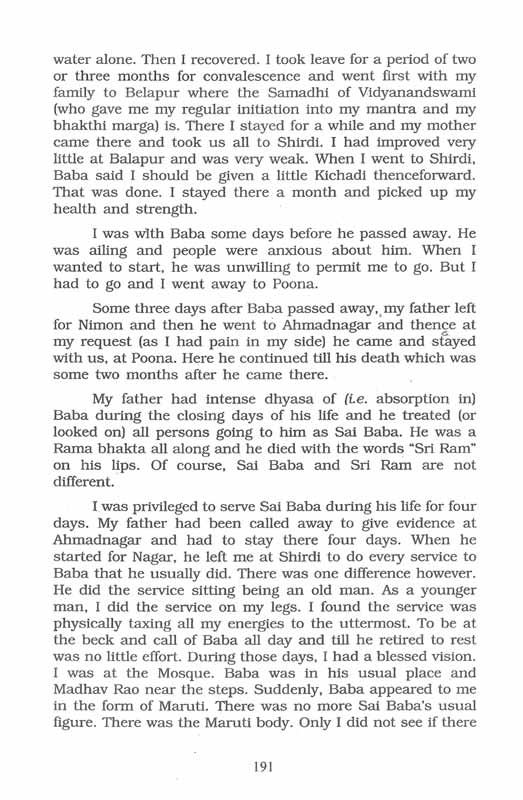 water alone. Then I recovered. I took leave for a period of two
or three months for convalescence and went first with my
family to Belapur where the Samadhi of Vidyanandswami
(who gave me my regular initiation into my mantra and my
bhakthi marga) is. There I stayed for a while and my mother
came there and took us all to Shirdi. I had improved very
little at Balapur and was very weak. When I went to Shirdi,
Baba said I should be given a little Kichadi thenceforward.
That was done. I stayed there a month and picked up my
health and strength.
I was with Baba some days before he passed away. He
was ailing and people were anxious about him. When I
wanted to start, he was unwilling to permit me to go. But I
had to go and I went away to Poona.
Some three days after Baba passed away, my father left
for Nimon and then he went to Ahmadnagar and thence at
my request (as I had pain in my side) he came and stayed
with us, at Poona. Here he continued till his death which was
some two months after he came there.
My father had intense dhyasa of (i.e. absorption in)
Baba during the closing days of his life and he treated (or
looked on) all persons going to him as Sai Baba. He was a
Rama bhakta all along and he died with the words "Sri Ram"
on his lips. Of course, Sai Baba and Sri Ram are not
different.
I was privileged to serve Sai Baba during his life for four
days. My father had been called away to give evidence at
Ahmadnagar and had to stay there four days. When he
started for Nagar, he left me at Shirdi to do every service to
Baba that he usually did. There was one difference however.
He did the service sitting being an old man. As a younger
man, I did the service on my legs. I found the service was
physically taxing all my energies to the uttermost. To be at
the beck and call of Baba all day and till he retired to rest
was no little effort. During those days, I had a blessed vision.
I was at the Mosque. Baba was in his usual place and
Madhav Rao near the steps. Suddenly, Baba appeared to me
in the form of Maruti. There was no more Sai Baba's usual
figure. There was the Maruti body. Only I did not see if there
191